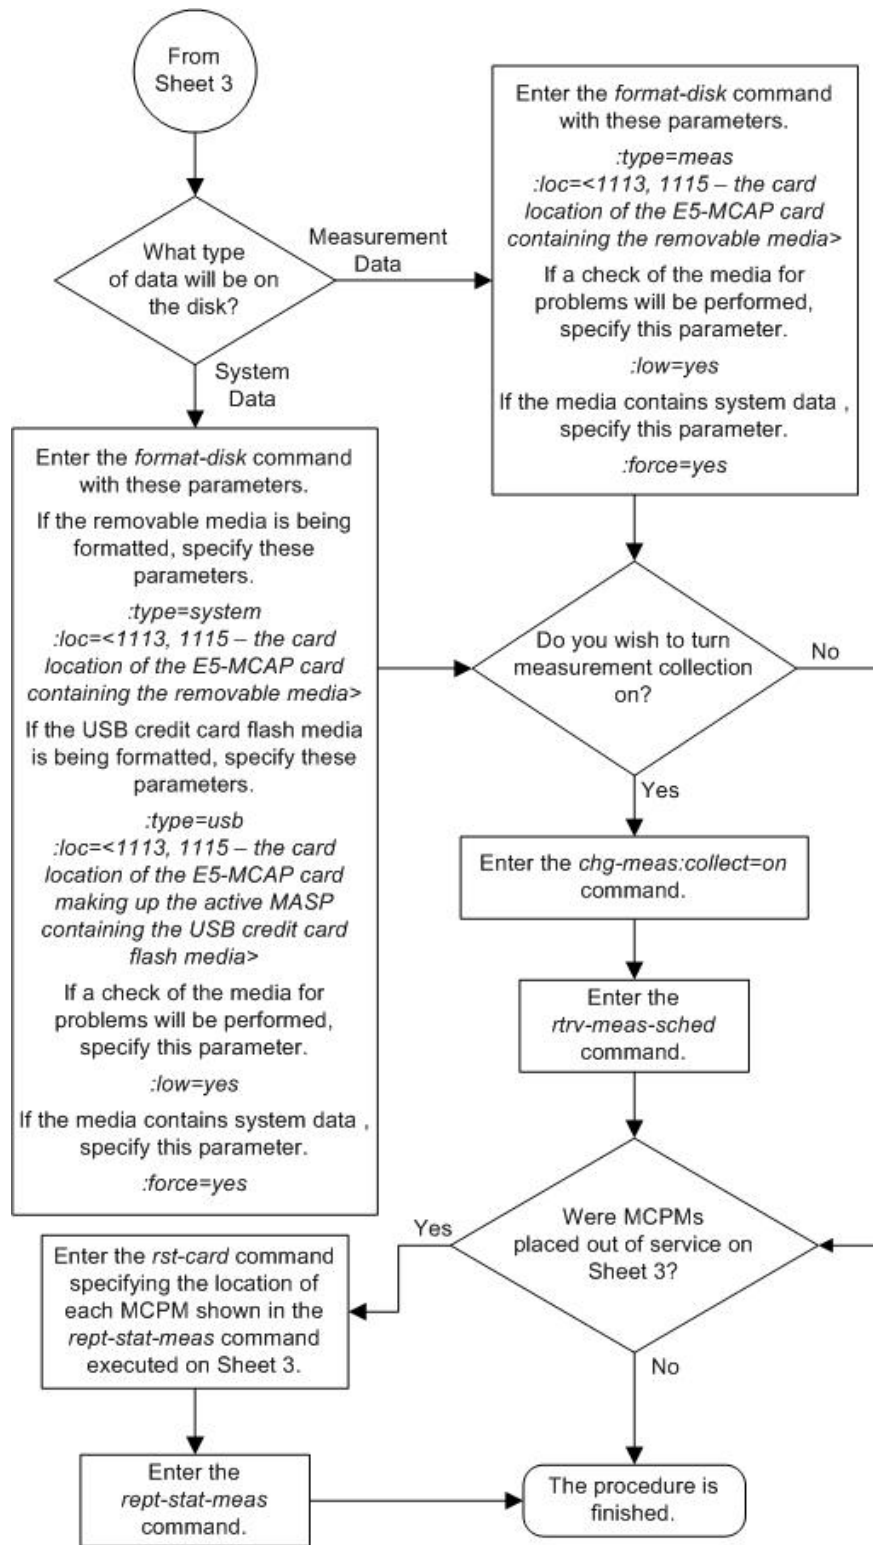 From
Sheet 3
What type
of data will be on
the disk?
Measurement
Data
System
Data
Enter the format-disk command
with these parameters.
:type=meas
:loc=<1113, 1115 – the card
location of the E5-MCAP card
containing the removable media>
If a check of the media for
problems will be performed,
specify this parameter.
:low=yes
If the media contains system data ,
specify this parameter.
:force=yes
Enter the format-disk command
with these parameters.
If the removable media is being
formatted, specify these
parameters.
:type=system
:loc=<1113, 1115 – the card
location of the E5-MCAP card
containing the removable media>
If the USB credit card flash media
is being formatted, specify these
parameters.
:type=usb
:loc=<1113, 1115 – the card
location of the E5-MCAP card
making up the active MASP
containing the USB credit card
flash media>
If a check of the media for
problems will be performed,
specify this parameter.
:low=yes
If the media contains system data ,
specify this parameter.
:force=yes
Do you wish to turn
measurement collection
on?
No
Yes
Enter the chg-meas:collect=on
command.
Enter the
rtrv-meas-sched
command.
Were MCPMs
placed out of service on
Sheet 3?
Yes
No
Enter the rst-card command
specifying the location of
each MCPM shown in the
rept-stat-meas command
executed on Sheet 3.
Enter the
rept-stat-meas
command.
The procedure is
finished.